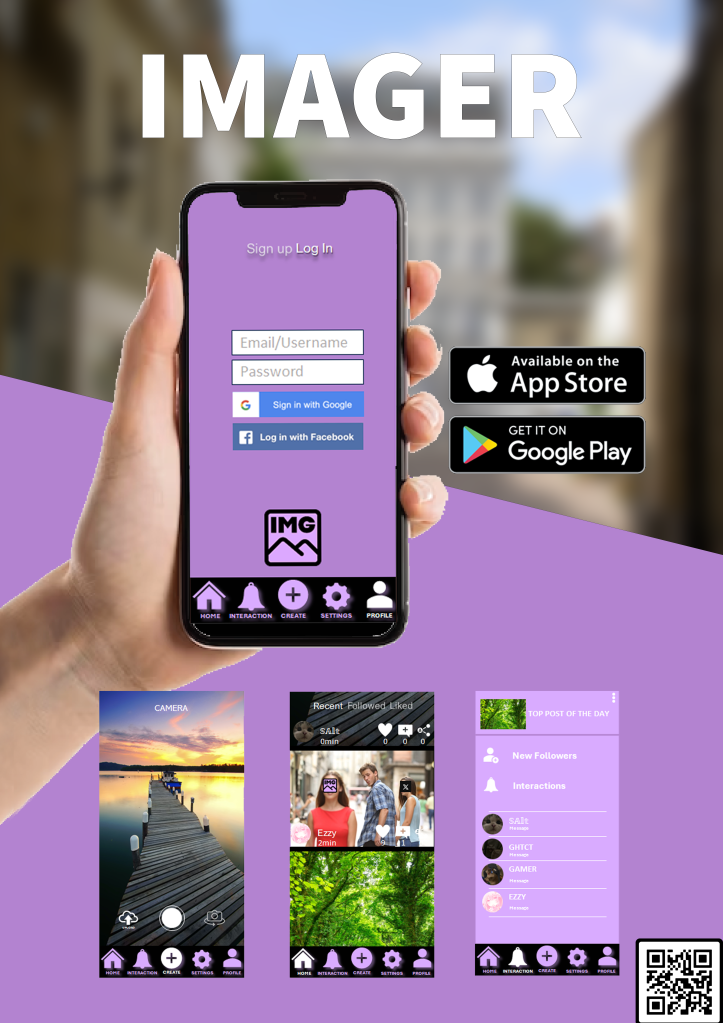 IMAGER
Sign up Log In
Email/Username
Password
G Sign in with Google
f Log in with Facebook
IMG
HOME INTERACTION CREATE SETTINGS PROFILE
Available on the
App Store
GET IT ON
Google Play
CAMERA
UPLOAD
HOME INTERACTION CREATE SETTINGS PROFILE
Recent Followed Liked
SAlt
0min 0 0 0
IMG X
Ezzy
2min 9 1
HOME INTERACTION CREATE SETTINGS PROFILE
TOP POST OF THE DAY
New Followers
Interactions
SAlt
Message
GHTCT
Message
GAMER
Message
EZZY
Message
HOME INTERACTION CREATE SETTINGS PROFILE